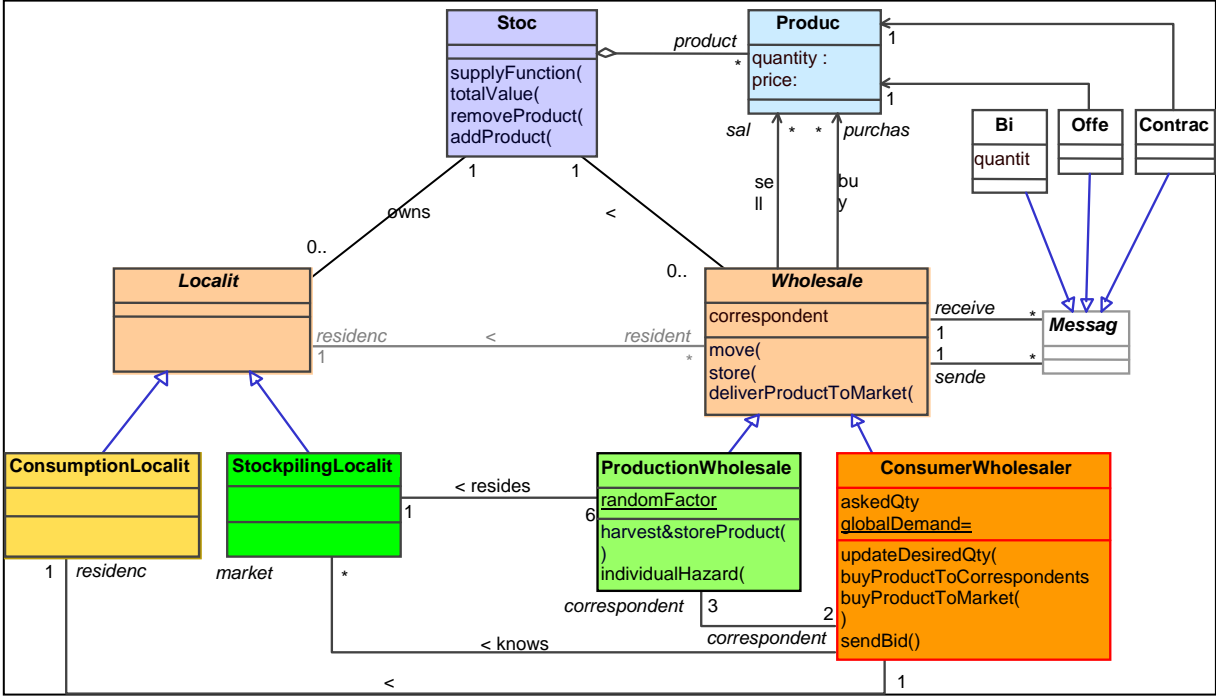 Stoc
supplyFunction(
totalValue(
removeProduct(
addProduct(
product
*
Produc
quantity :
price:
1
1
sal
*
*
purchas
Bi
quantit
Offe
Contrac
1
1
owns
<
se
ll
bu
y
0..
0..
Localit
residenc
1
<
resident
*
Wholesale
correspondent
move(
store(
deliverProductToMarket(
receive
*
1
1
*
sende
Messag
ConsumptionLocalit
StockpilingLocalit
< resides
1
6
ProductionWholesale
randomFactor
harvest&storeProduct(
)
individualHazard(
ConsumerWholesaler
askedQty
globalDemand=
updateDesiredQty(
buyProductToCorrespondents
buyProductToMarket(
)
sendBid()
1
residenc
market
*
correspondent
3
2
correspondent
< knows
<
1